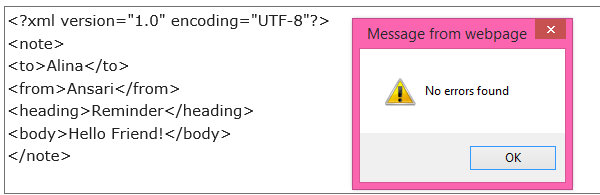 <?xml version="1.0" encoding="UTF-8"?>
<note>
<to>Alina</to>
<from>Ansari</from>
<heading>Reminder</heading>
<body>Hello Friend!</body>
</note>
Message from webpage
No errors found
OK